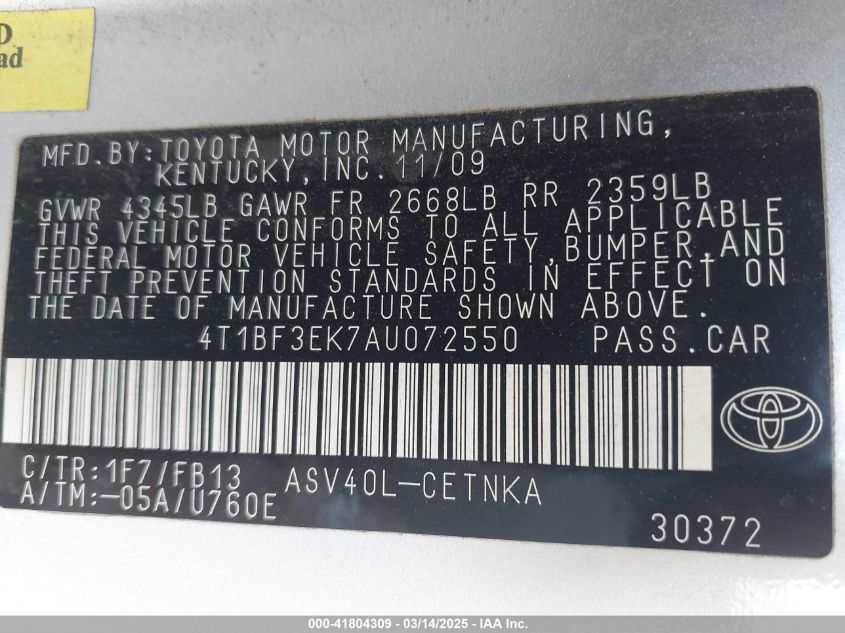 D
ad
MFD.BY:TOYOTA MOTOR MANUFACTURING,
KENTUCKY,INC.11/09
GVWR 4345LB GAWR FR 2668LB RR 2359LB
THIS VEHICLE CONFORMS TO ALL APPLICABLE
FEDERAL MOTOR VEHICLE SAFETY,BUMPER,AND
THEFT PREVENTION STANDARDS IN EFFECT ON
THE DATE OF MANUFACTURE SHOWN ABOVE.
4T1BF3EK7AU072550 PASS.CAR
C/TR:1F7/FB13 ASV40L-CETNKA
A/TM:-05A/U760E
30372
000-41804309 - 03/14/2025 - IAA Inc.